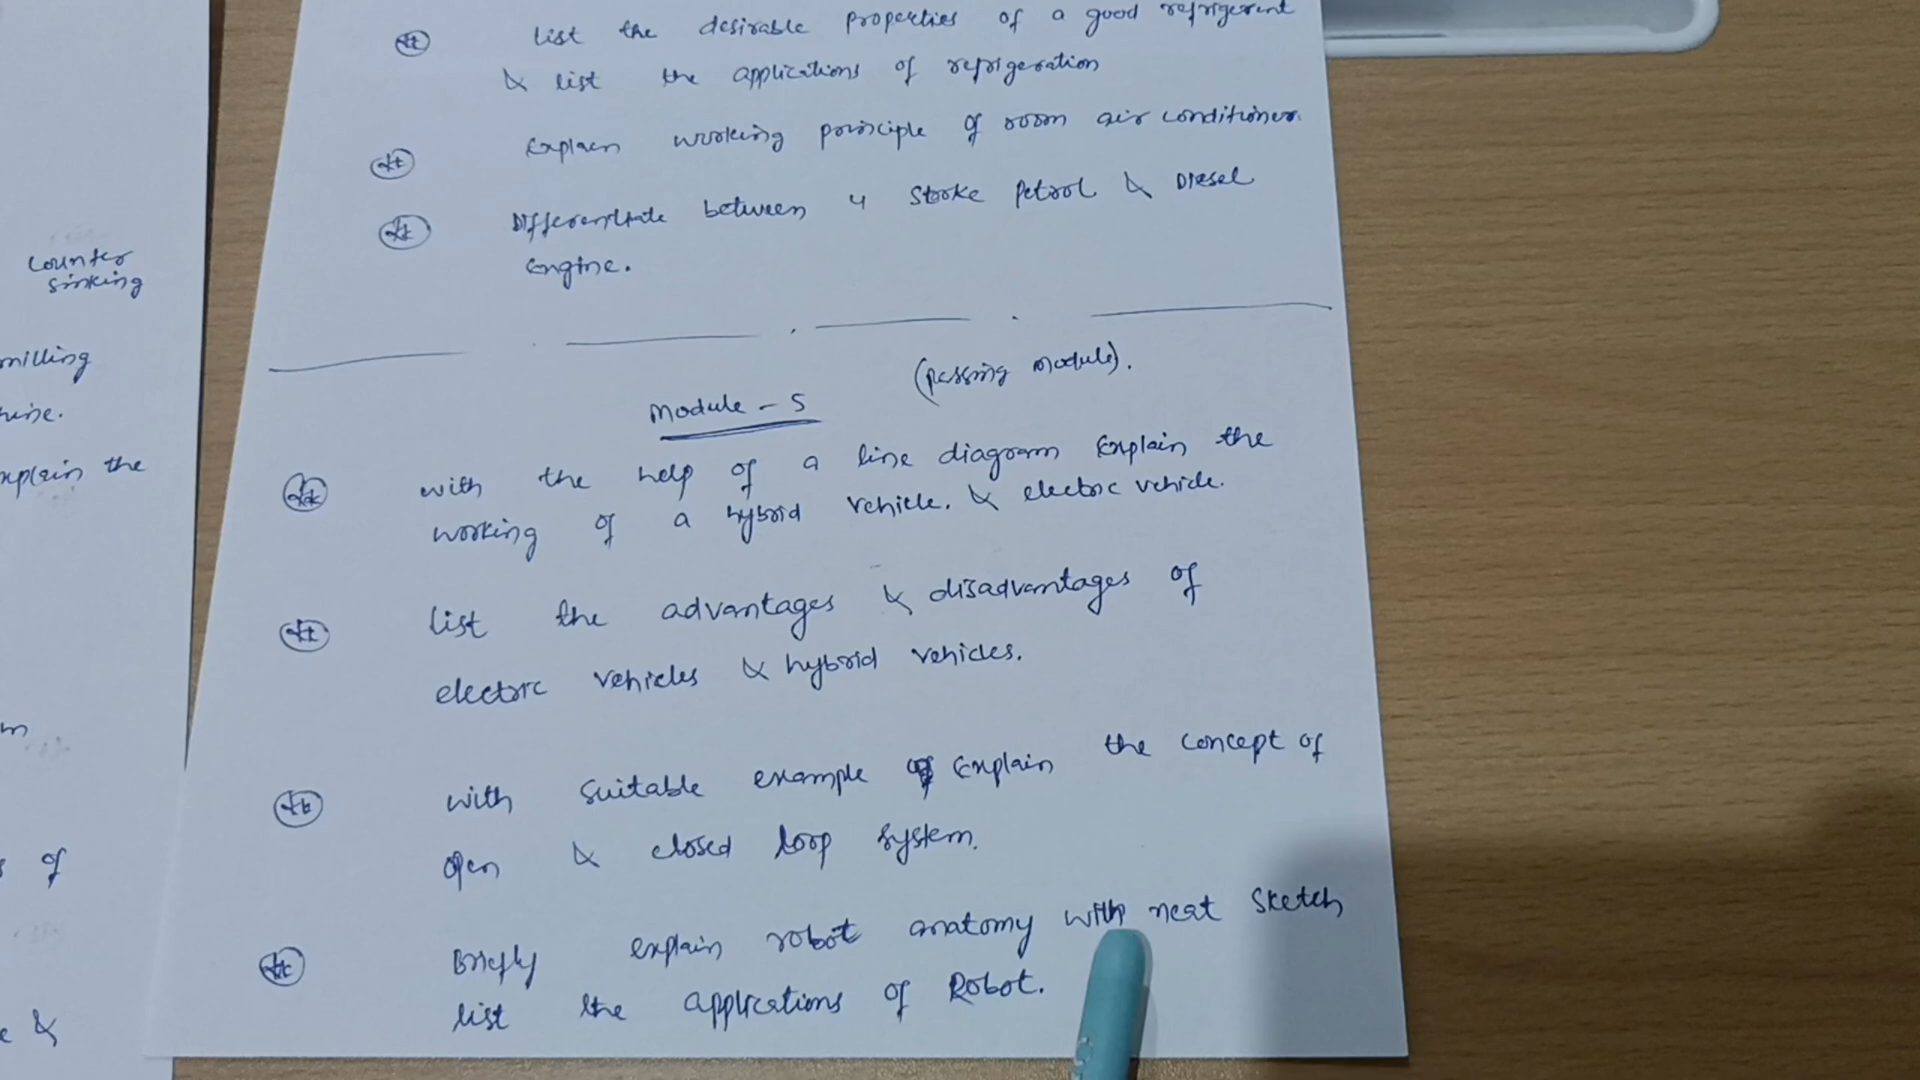 List the desirable properties of a good refrigerent
& list the applications of refrigeration
Explain working principle of room air conditioner.
Differentiate between 4 stroke Petrol & Diesel
Engine.
Module - 5 (Passing Module).
with the help of a line diagram Explain the
working of a hybrid vehicle. & electric vehicle.
List the advantages & disadvantages of
electric vehicles & hybrid vehicles.
with suitable example Explain the concept of
open & closed loop system.
Briefly explain robot anatomy with neat sketch
list the applications of Robot.
counter
sinking
milling
explain the
of
&